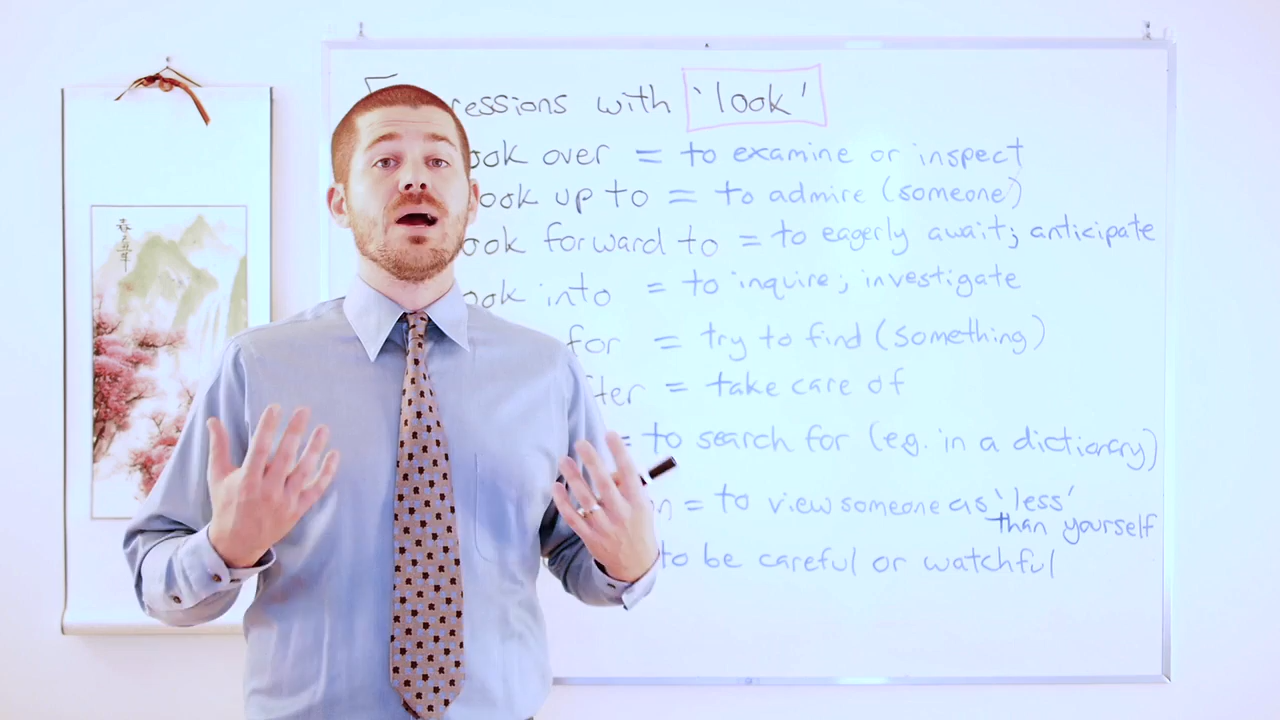 ressions with 'look'
ook over = to examine or inspect
ook up to = to admire (someone)
ook forward to = to eagerly await; anticipate
ook into = to inquire; investigate
for = try to find (something)
ter = take care of
= to search for (eg. in a dictionary)
n = to view someone as 'less'
than yourself
to be careful or watchful